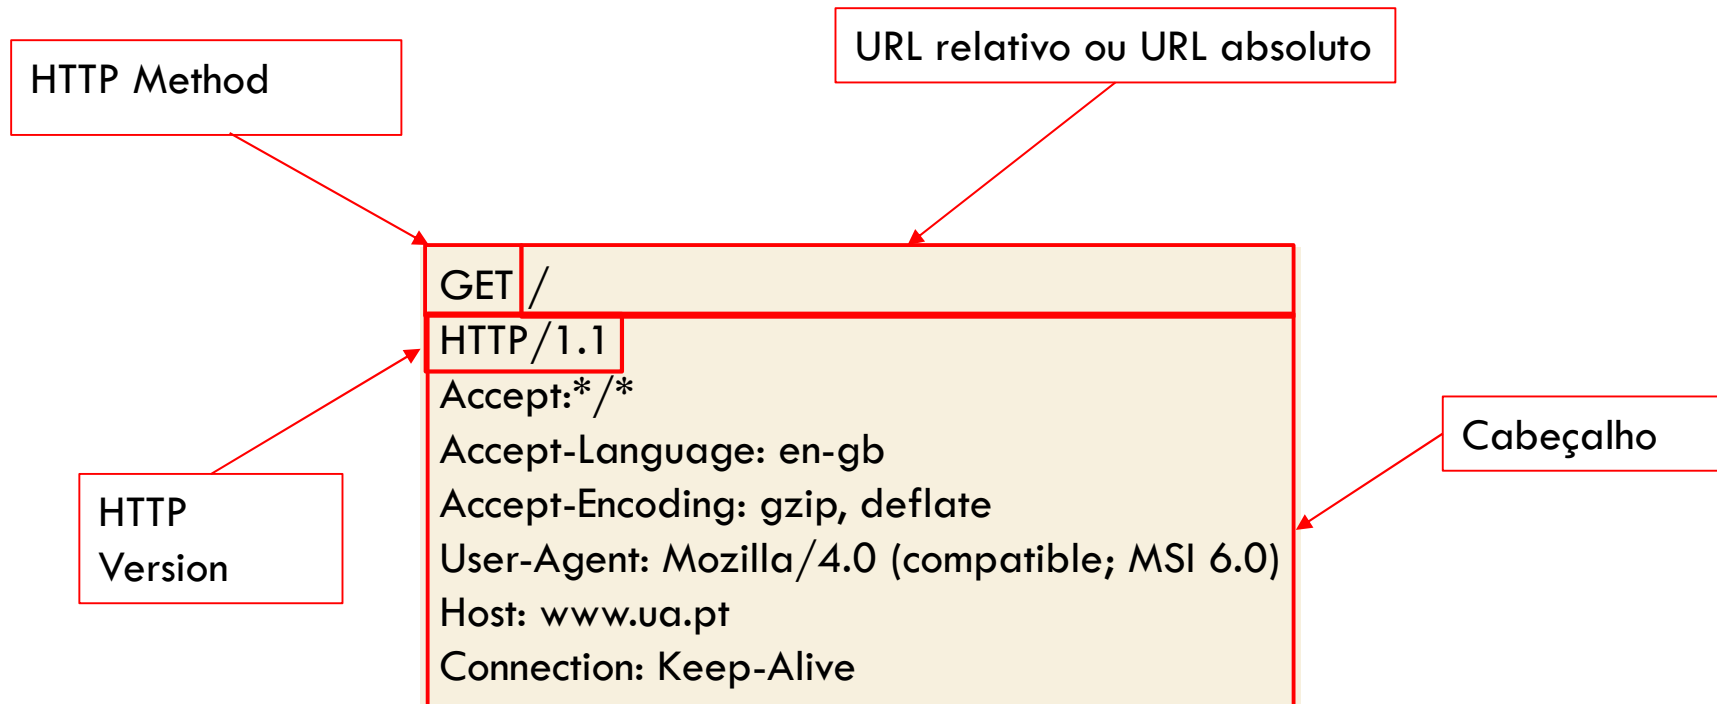 URL relativo ou URL absoluto
HTTP Method
GET /
HTTP/1.1
Accept:*/*
Accept-Language: en-gb
Accept-Encoding: gzip, deflate
User-Agent: Mozilla/4.0 (compatible; MSI 6.0)
Host: www.ua.pt
Connection: Keep-Alive
Cabeçalho
HTTP
Version